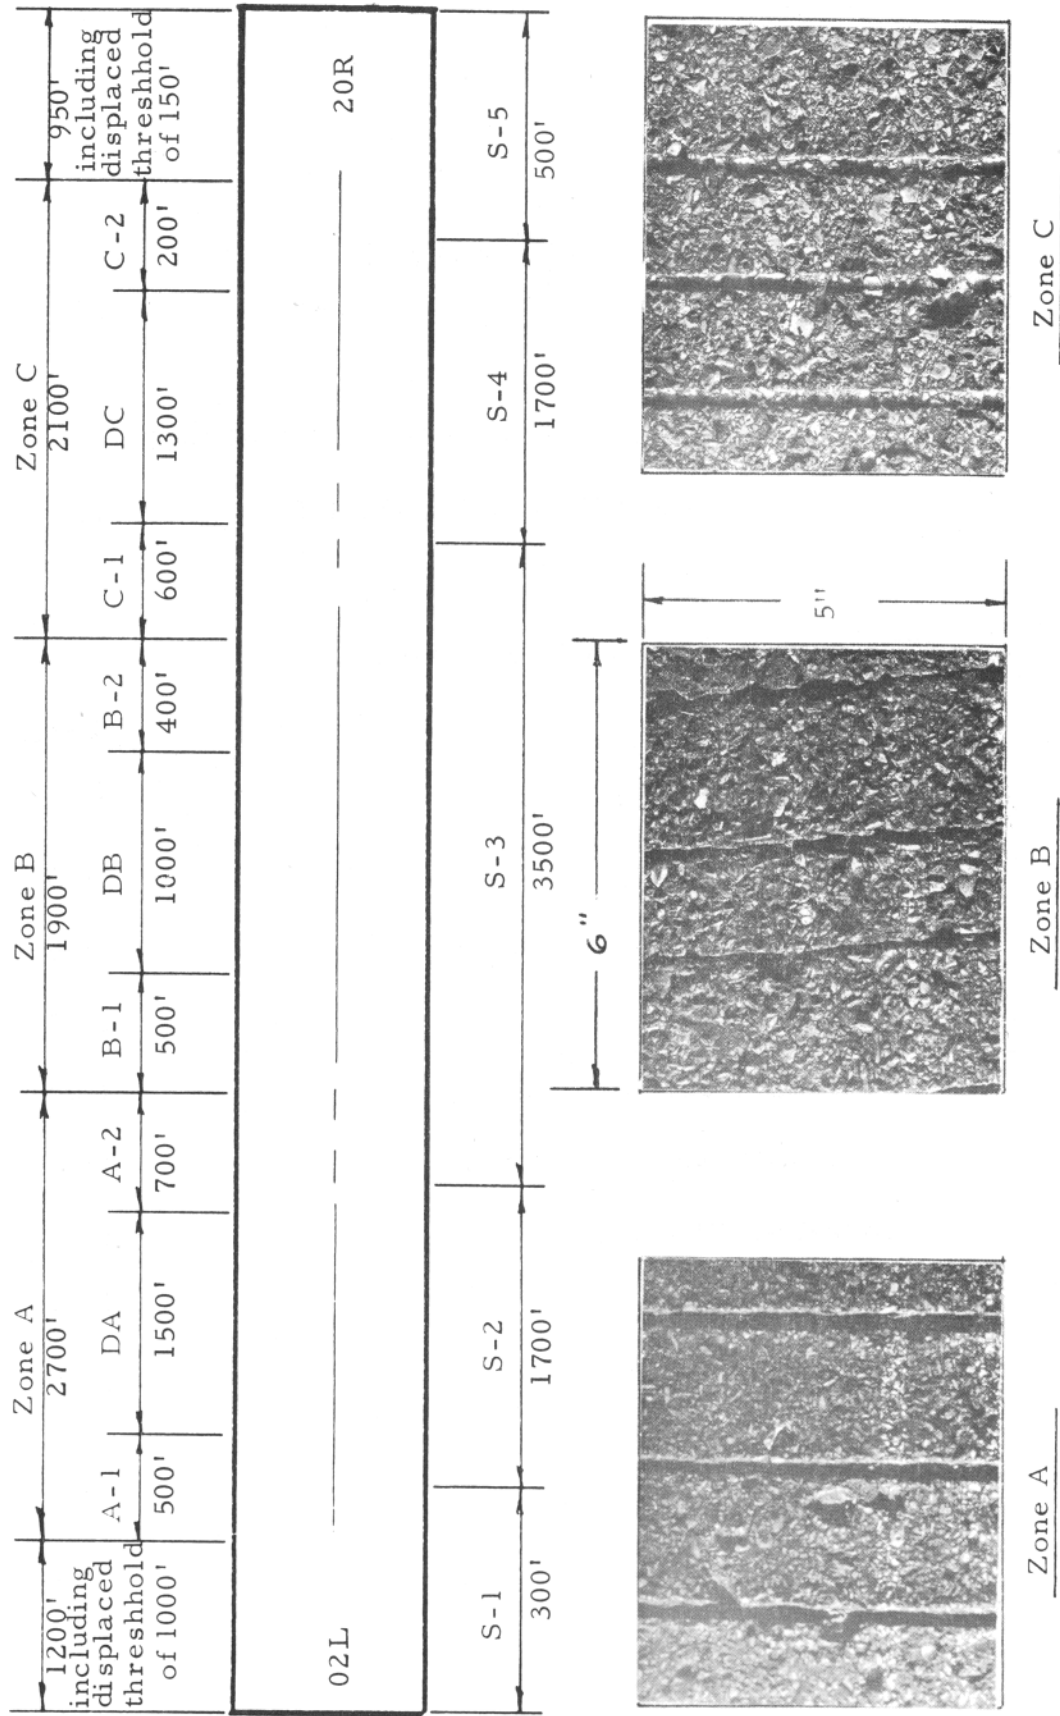 Zone A
2700'
Zone B
1900'
Zone C
2100'
1200'
including
displaced
threshhold
of 1000'
A-1
500'
DA
1500'
A-2
700'
B-1
500'
DB
1000'
B-2
400'
C-1
600'
DC
1300'
C-2
200'
950'
including
displaced
threshhold
of 150'
02L
20R
S-1
300'
S-2
1700'
S-3
3500'
S-4
1700'
S-5
500'
6"
5"
Zone A
Zone B
Zone C